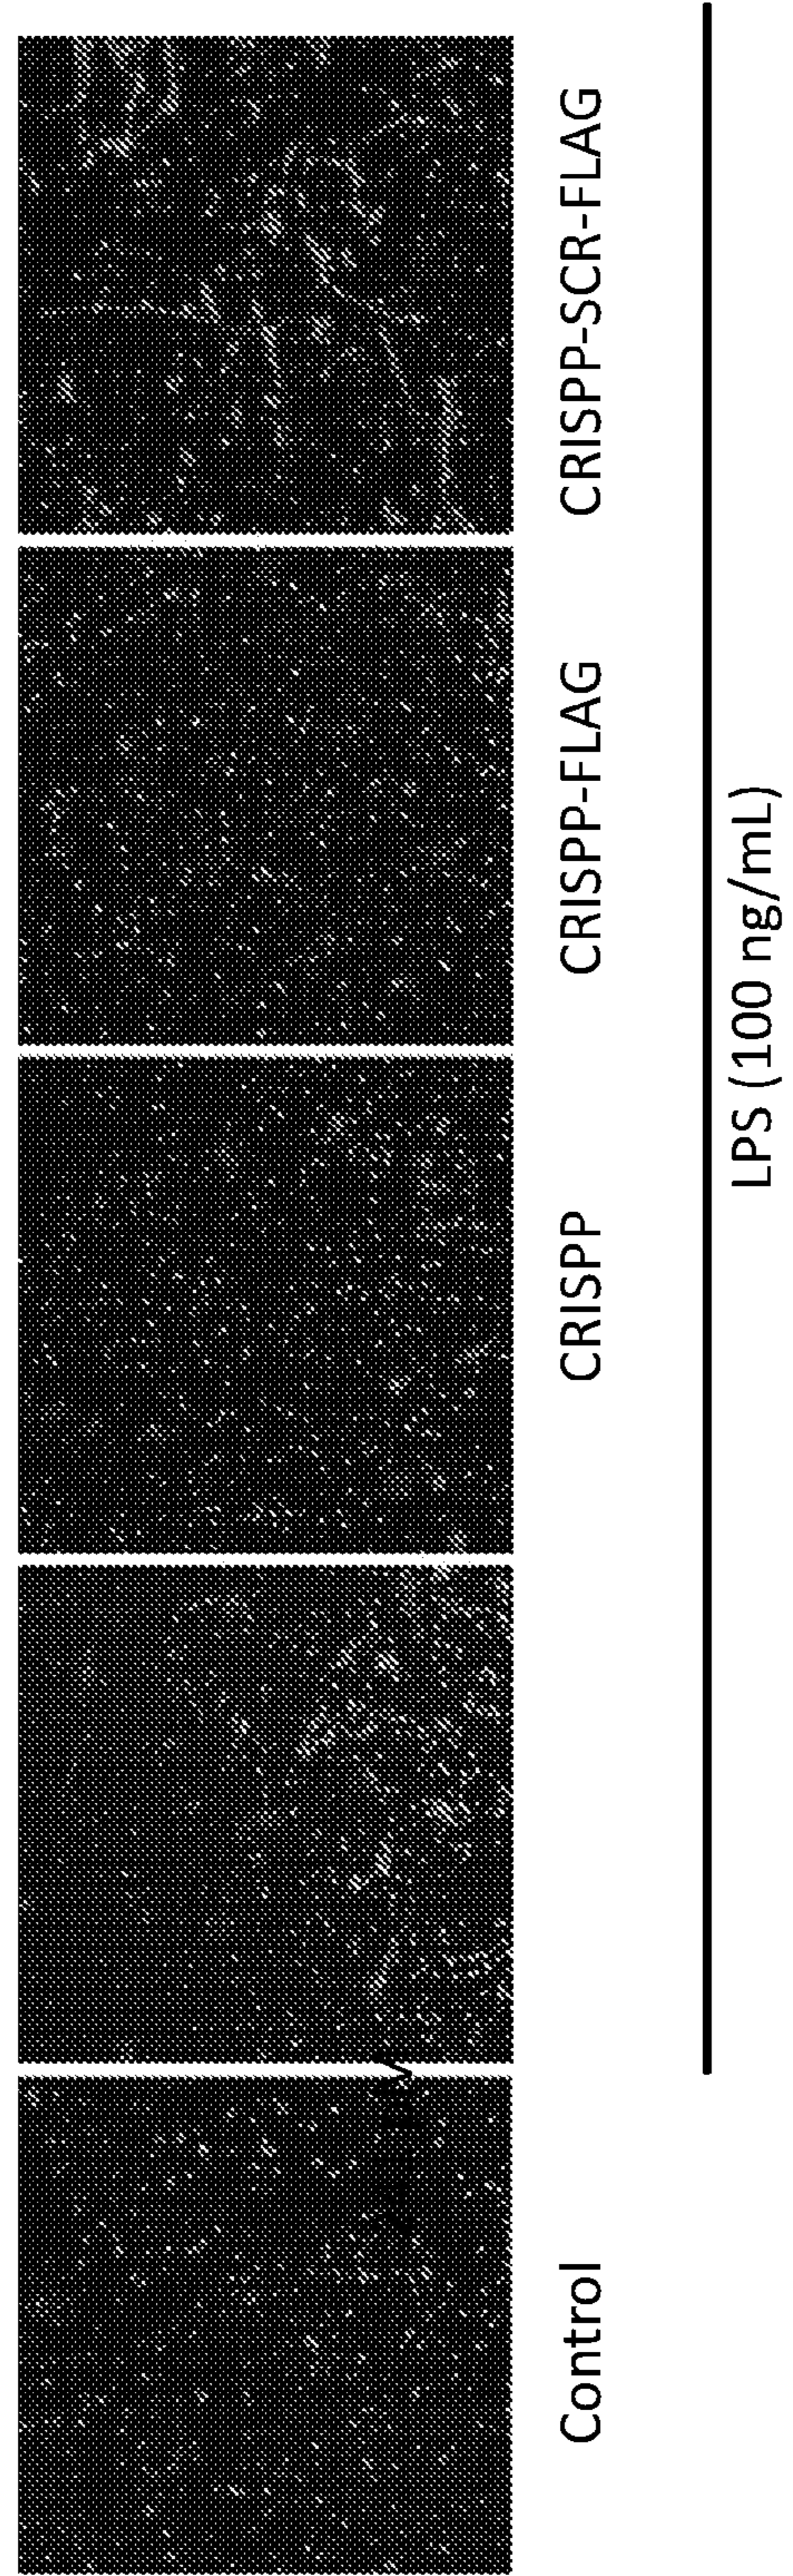 Control
CRISPP
CRISPP-FLAG
CRISPP-SCR-FLAG
LPS (100 ng/mL)